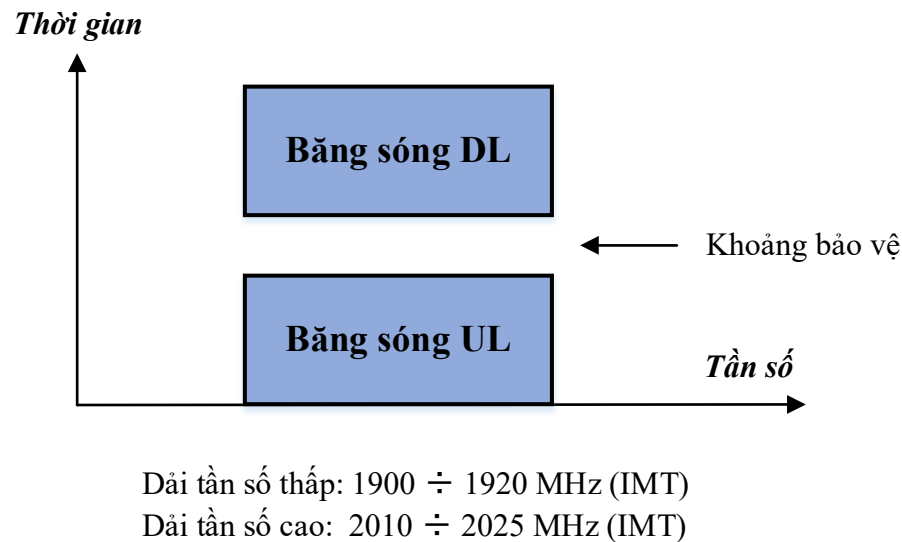 Thời gian
Băng sóng DL
Khoảng bảo vệ
Băng sóng UL
Tần số
Dải tần số thấp: 1900 ÷ 1920 MHz (IMT)
Dải tần số cao: 2010 ÷ 2025 MHz (IMT)